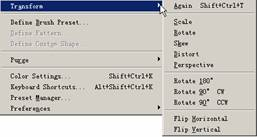 Transform
Define Brush Preset...
Define Pattern
Define Custom Shape...
Purge
Color Settings... Shift+Ctrl+K
Keyboard Shortcuts... Alt+Shft+Ctrl+K
Preset Manager...
Preferences
Again Shift+Ctrl+T
Scale
Rotate
Skew
Distort
Perspective
Rotate 180°
Rotate 90° CW
Rotate 90° CCW
Flip Horizontal
Flip Vertical